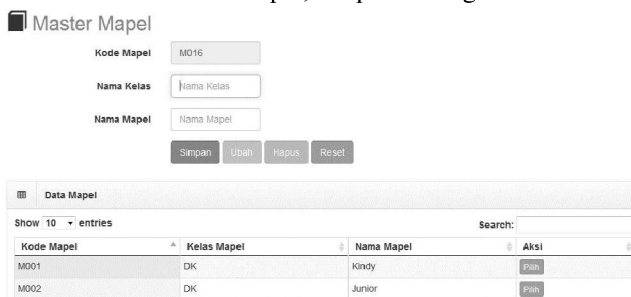 Master Mapel
Kode Mapel M016
Nama Kelas Nama Kelas
Nama Mapel Nama Mapel
Simpan Ubah Hapus Reset
Data Mapel
Show 10 entries Search:
Kode Mapel Kelas Mapel Nama Mapel Aksi
M001 DK Kindy Pilih
M002 DK Junior Pilih